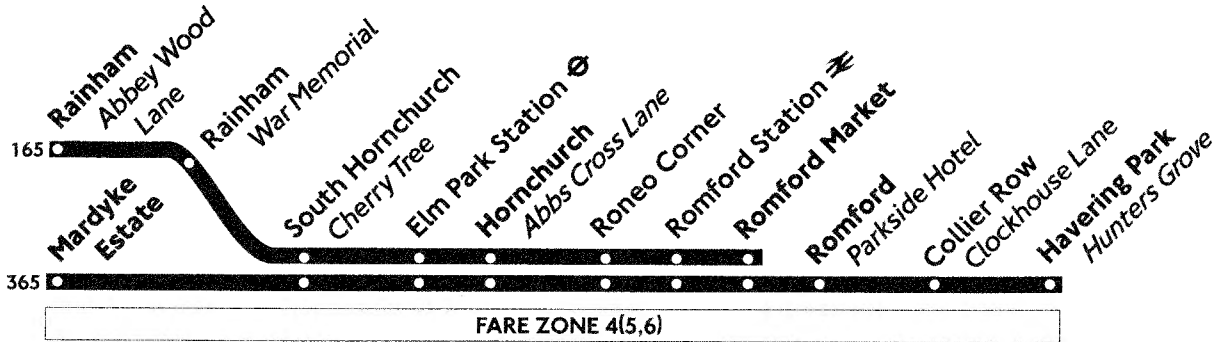 Rainham
Abbey Wood
Lane
Rainham
War Memorial
165
Mardyke
Estate
South Hornchurch
Cherry Tree
Elm Park Station
Hornchurch
Abbs Cross Lane
Roneo Corner
Romford Station
Romford Market
Romford
Parkside Hotel
Collier Row
Clockhouse Lane
Havering Park
Hunters Grove
365
FARE ZONE 4(5,6)